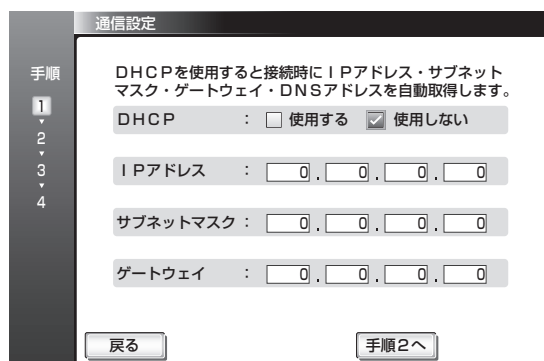 通信設定
手順
1
2
3
4
DHCPを使用すると接続時にIPアドレス・サブネット
マスク・ゲートウェイ・DNSアドレスを自動取得します。
DHCP : 使用する 使用しない
IPアドレス : 0 . 0 . 0 . 0
サブネットマスク : 0 . 0 . 0 . 0
ゲートウェイ : 0 . 0 . 0 . 0
戻る 手順2へ